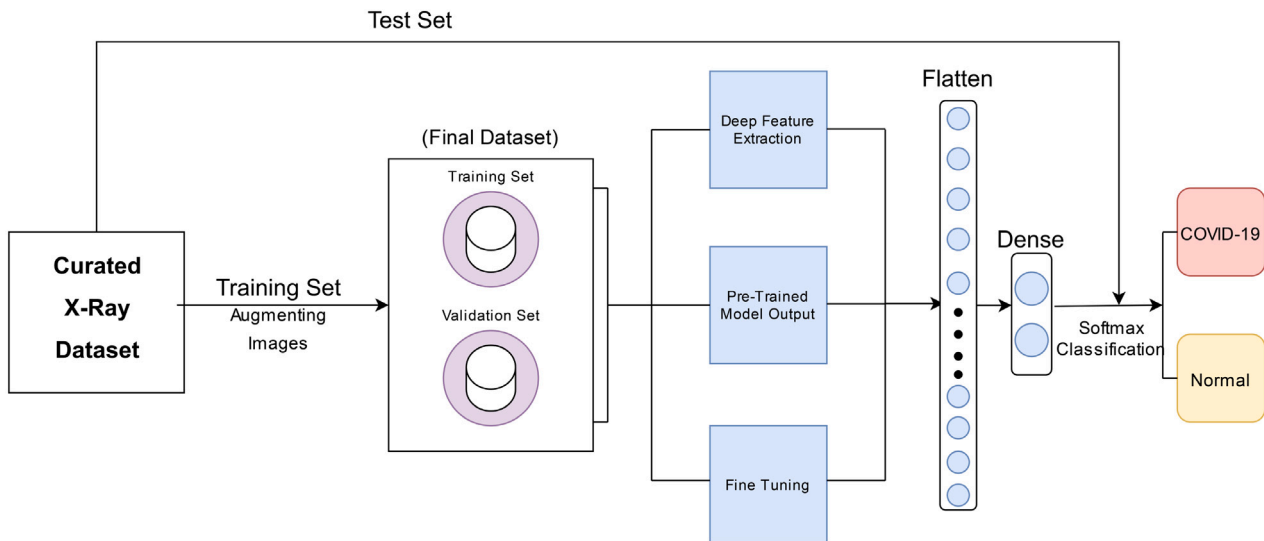 Test Set
Curated
X-Ray
Dataset
Training Set
Augmenting
Images
(Final Dataset)
Training Set
Validation Set
Deep Feature
Extraction
Pre-Trained
Model Output
Fine Tuning
Flatten
Dense
Softmax
Classification
COVID-19
Normal